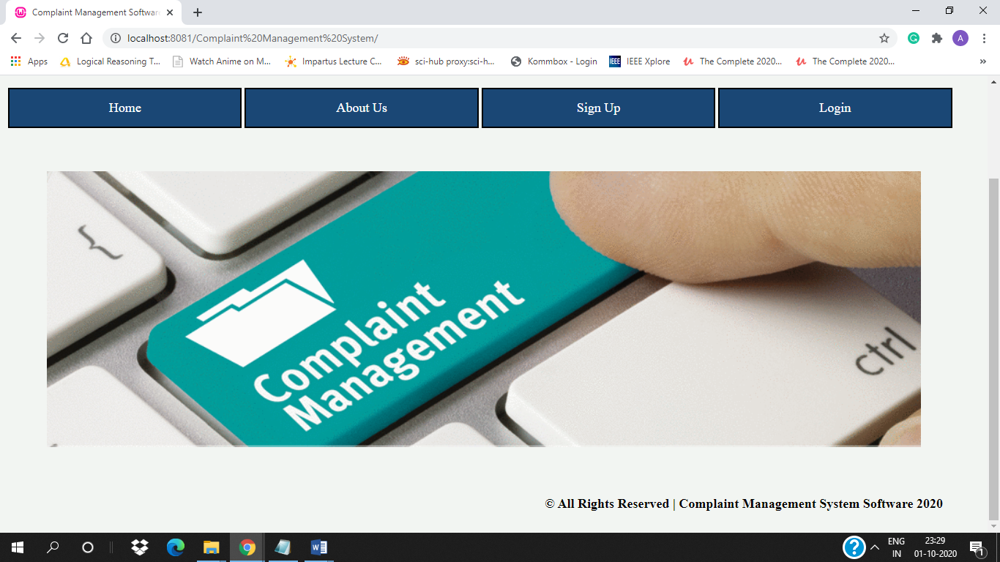 Complaint Management Softwar
localhost:8081/Complaint%20Management%20System/
A
Apps
Logical Reasoning T...
Watch Anime on M...
Impartus Lecture C...
sci-hub proxy:sci-h...
Kommbox - Login
IEEE
IEEE Xplore
The Complete 2020...
The Complete 2020...
»
Home
About Us
Sign Up
Login
{
Complaint
Management
ctrl
© All Rights Reserved | Complaint Management System Software 2020
ENG
IN
23:29
01-10-2020
1